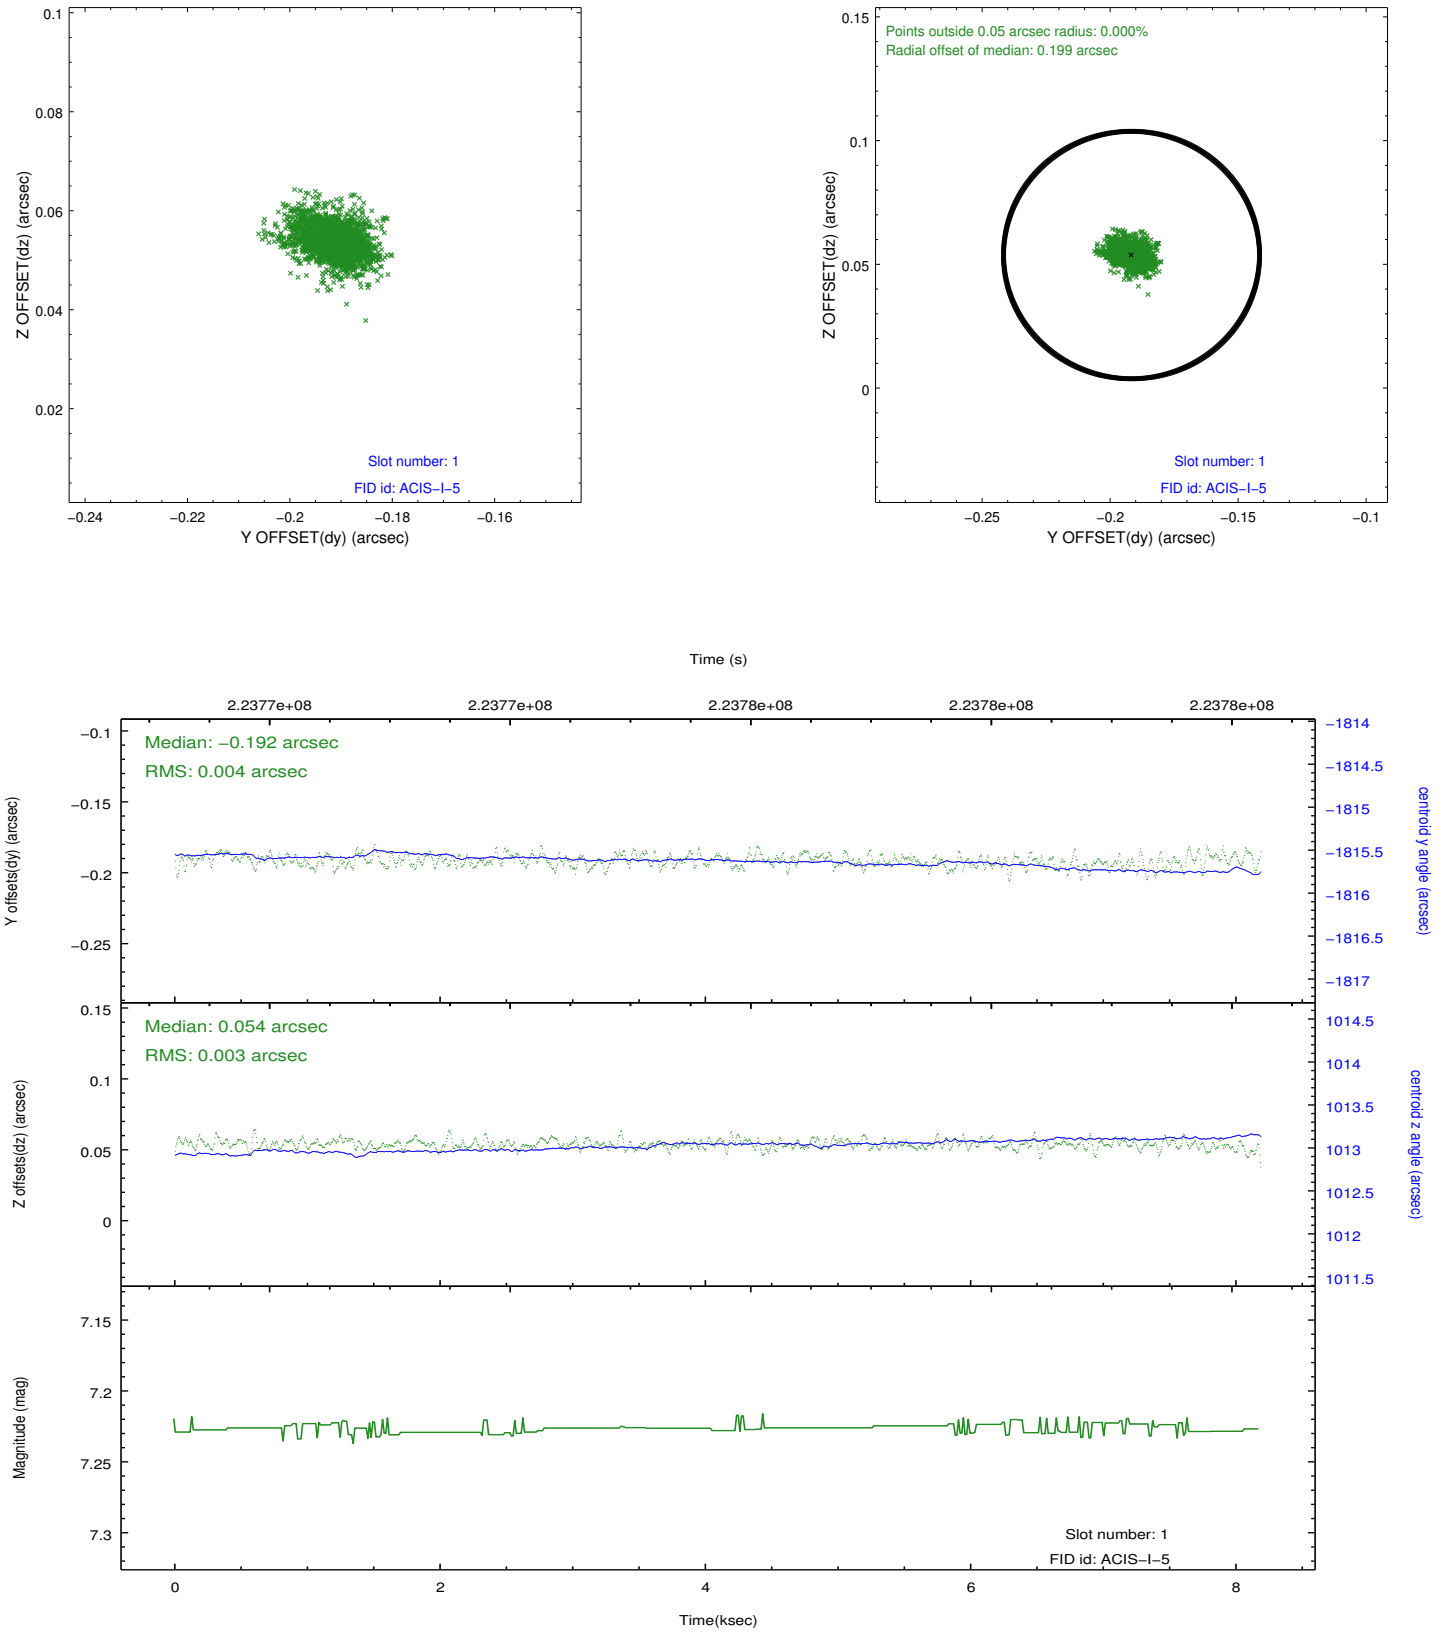 0.1
0.08
0.06
0.04
0.02
Z OFFSET(dz) (arcsec)
Slot number: 1
FID id: ACIS−I−5
−0.24
−0.22
−0.2
−0.18
−0.16
Y OFFSET(dy) (arcsec)
0.15
0.1
0.05
0
Z OFFSET(dz) (arcsec)
Points outside 0.05 arcsec radius: 0.000%
Radial offset of median: 0.199 arcsec
Slot number: 1
FID id: ACIS−I−5
−0.25
−0.2
−0.15
−0.1
Y OFFSET(dy) (arcsec)
Time (s)
2.2377e+08
2.2377e+08
2.2378e+08
2.2378e+08
2.2378e+08
Median: −0.192 arcsec
RMS: 0.004 arcsec
−0.1
−0.15
−0.2
−0.25
Y offsets(dy) (arcsec)
−1814
−1814.5
−1815
−1815.5
−1816
−1816.5
−1817
centroid y angle (arcsec)
Median: 0.054 arcsec
RMS: 0.003 arcsec
0.15
0.1
0.05
0
Z offsets(dz) (arcsec)
1014.5
1014
1013.5
1013
1012.5
1012
1011.5
centroid z angle (arcsec)
7.15
7.2
7.25
7.3
Magnitude (mag)
Slot number: 1
FID id: ACIS−I−5
0
2
4
6
8
Time(ksec)